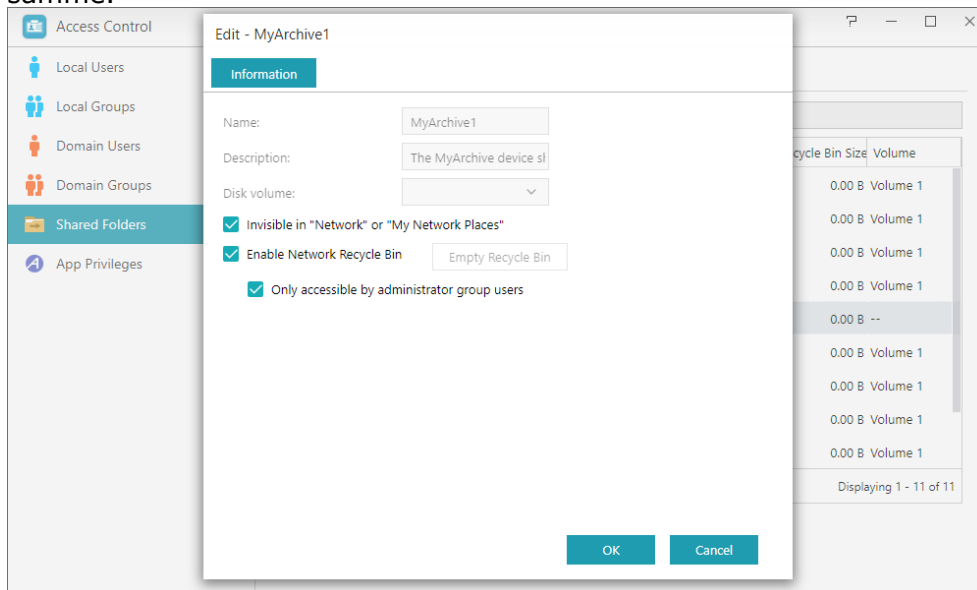 Access Control
Local Users
Local Groups
Domain Users
Domain Groups
Shared Folders
App Privileges
Edit - MyArchive1
Information
Name: MyArchive1
Description: The MyArchive device
Disk volume:
Invisible in "Network" or "My Network Places"
Enable Network Recycle Bin Empty Recycle Bin
Only accessible by administrator group users
OK Cancel
Bin Size Volume
0.00 B Volume 1
0.00 B Volume 1
0.00 B Volume 1
0.00 B Volume 1
0.00 B --
0.00 B Volume 1
0.00 B Volume 1
0.00 B Volume 1
0.00 B Volume 1
Displaying 1 - 11 of 11